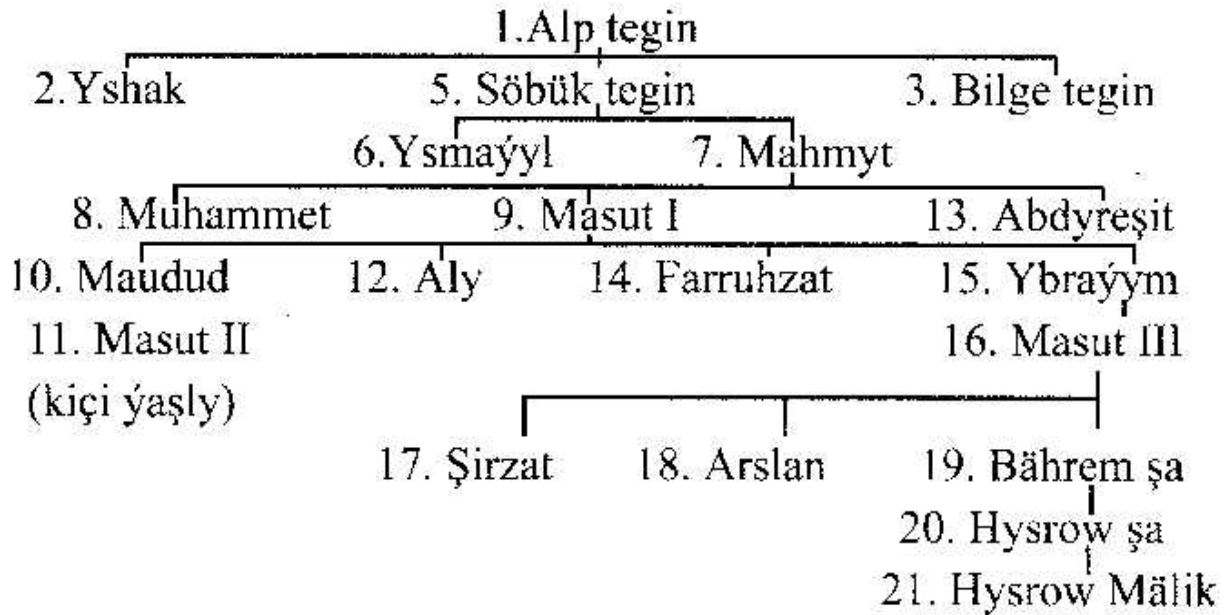 1.Alp tegin
2.Yshak 5. Söbük tegin 3. Bilge tegin
6.Ysmaýyl 7. Mahmyt
8. Muhammet 9. Masut I 13. Abdyreşit
10. Maudud 12. Aly 14. Farruhzat 15. Ybraýym
11. Masut II 16. Masut III
(kiçi ýaşly)
17. Şirzat 18. Arslan 19. Bährem şa
20. Hysrow şa
21. Hysrow Mälik